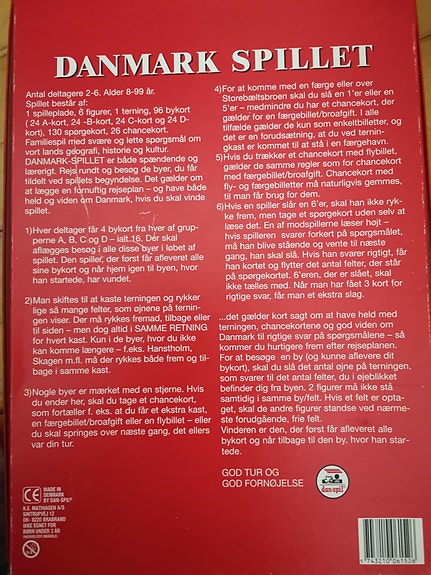 DANMARK SPILLET
Antal deltagere 2-6. Alder 8-99 år.
Spillet består af:
1 spilleplade, 6 figurer, 1 terning, 96 bykort
( 24 A-kort, 24 -B-kort, 24 C-kort og 24 D-
kort), 130 spørgekort, 26 chancekort.
Familiespil med svære og lette spørgsmål om
vort lands geografi, historie og kultur.
DANMARK-SPILLET er både spændende og
lærerigt. Rejs rundt og besøg de byer, du får
tildelt ved spillets begyndelse. Det gælder om
at lægge en fornuftig rejseplan – og have både
held og viden om Danmark, hvis du skal vinde
spillet.
1)Hver deltager får 4 bykort fra hver af gru-
perne A, B, C og D – ialt 16. Der skal
aflægges besøg i alle disse byer i løbet af
spillet. Den spiller, der først får afleveret alle
sine bykort og når hjem igen til byen, hvor
han startede, har vundet.
2)Man skiftes til at kaste terningen og rykker
lige så mange felter, som øjnene på ternin-
gen viser. Der må rykkes fremad, tilbage eller
til siden – men dog altid i SAMME RETNING
for hvert kast. Kun i de byer, hvor du ikke
kan komme længere – f.eks. Hanstholm,
Skagen m.fl. må der rykkes både frem og til-
bage i samme kast.
3)Nogle byer er mærket med en stjerne. Hvis
du ender her, skal du tage et chancekort,
som fortæller f. eks. at du får et ekstra kast,
en færgebillet/broafgift eller en flybillet – eller
du skal springes over næste gang, det ellers
var din tur.
4)For at komme med en færge eller over
Storebæltsbroen skal du slå en 1'er eller en
5'er – medmindre du har et chancekort, der
gælder for en færgebillet/broafgift. I alle
tilfælde gælder de kun som enkeltbilletter, og
det er en forudsætning, at du ved ternin-
gkast er kommet til at stå i en færgehavn.
5)Hvis du trækker et chancekort med flybillet,
gælder de samme regler som for chancekort
med færgebillet/broafgift. Chancekort med
fly- og færgebilletter må naturligvis gemmes,
til man får brug for dem.
6)Hvis en spiller slår en 6'er, skal han ikke ryk-
ke frem, men tage et spørgekort uden selv at
læse det. En af modspillerne læser højt –
hvis spilleren svarer forkert på spørgsmålet,
må han blive stående og vente til næste
gang, han skal slå. Hvis han svarer rigtigt, får
han kortet og flytter det antal felter, der står
på spørgekortet. 6'eren, der er slået, skal
ikke tælles med. Når man har fået 3 kort for
rigtige svar, får man et ekstra slag.
...det gælder kort sagt om at have held med
terningen, chancekortene og god viden om
Danmark til rigtige svar på spørgsmålene – så
kommer du hurtigere frem efter rejseplanen.
For at besøge en by (og kunne aflevere dit
bykort), skal du slå det antal øjne på terningen,
som svarer til det antal felter, du i øjeblikket
befinder dig fra byen. 2 figurer må ikke stå
samtidig i samme by/felt. Hvis et felt er opta-
get, skal de andre figurer standse ved nærme-
ste forudgående, frie felt.
Vinderen er den, der først får afleveret alle
bykort og når tilbage til den by, hvor han star-
tede.
GOD TUR OG
GOD FORNØJELSE
dan-spil
CE
MADE IN
DENMARK
BY DAN-SPIL®
K.E. MATHIASEN A/S
SINTRUPVEJ 12
DK- 8220 BRABRAND
IKKE EGNET FOR
BØRN UNDER 3 ÅR
0-3
5 743210 061526